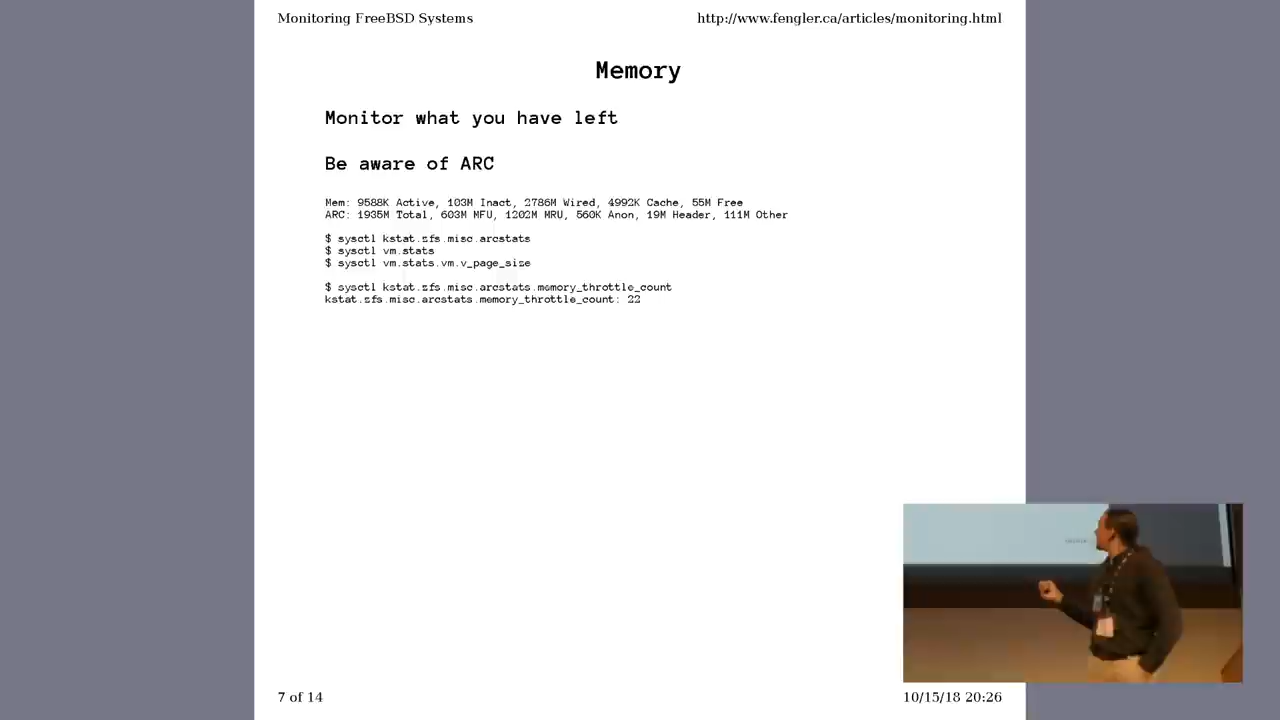 Monitoring FreeBSD Systems
http://www.fengler.ca/articles/monitoring.html
Memory
Monitor what you have left
Be aware of ARC
Mem: 9588K Active, 103M Inact, 2786M Wired, 4992K Cache, 55M Free
ARC: 1935M Total, 603M MFU, 1202M MRU, 560K Anon, 19M Header, 111M Other
$ sysctl kstat.zfs.misc.arcstats
$ sysctl vm.stats
$ sysctl vm.stats.vm.v_page_size
$ sysctl kstat.zfs.misc.arcstats.memory_throttle_count
kstat.zfs.misc.arcstats.memory_throttle_count: 22
7 of 14
10/15/18 20:26